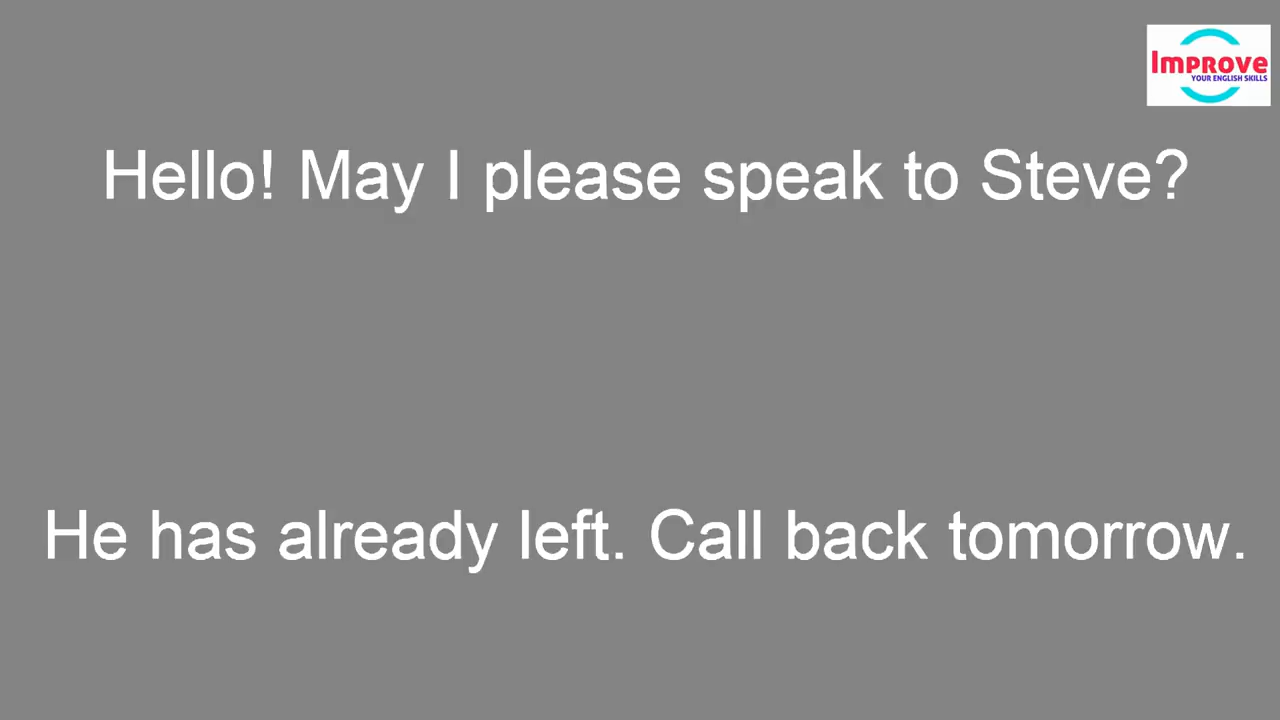 Improve
YOUR ENGLISH SKILLS
Hello! May I please speak to Steve?
He has already left. Call back tomorrow.